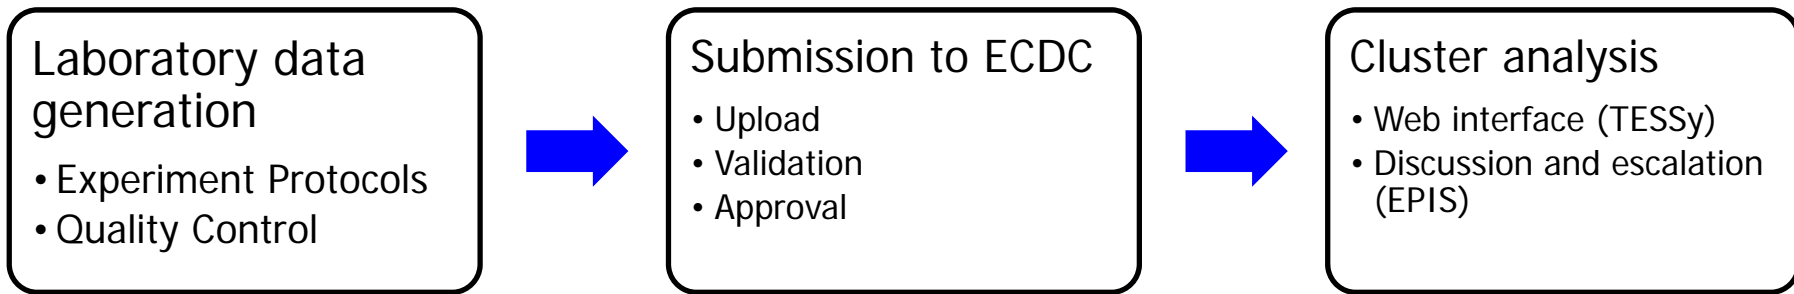 Laboratory data
generation
• Experiment Protocols
• Quality Control
Submission to ECDC
• Upload
• Validation
• Approval
Cluster analysis
• Web interface (TESSy)
• Discussion and escalation
(EPIS)